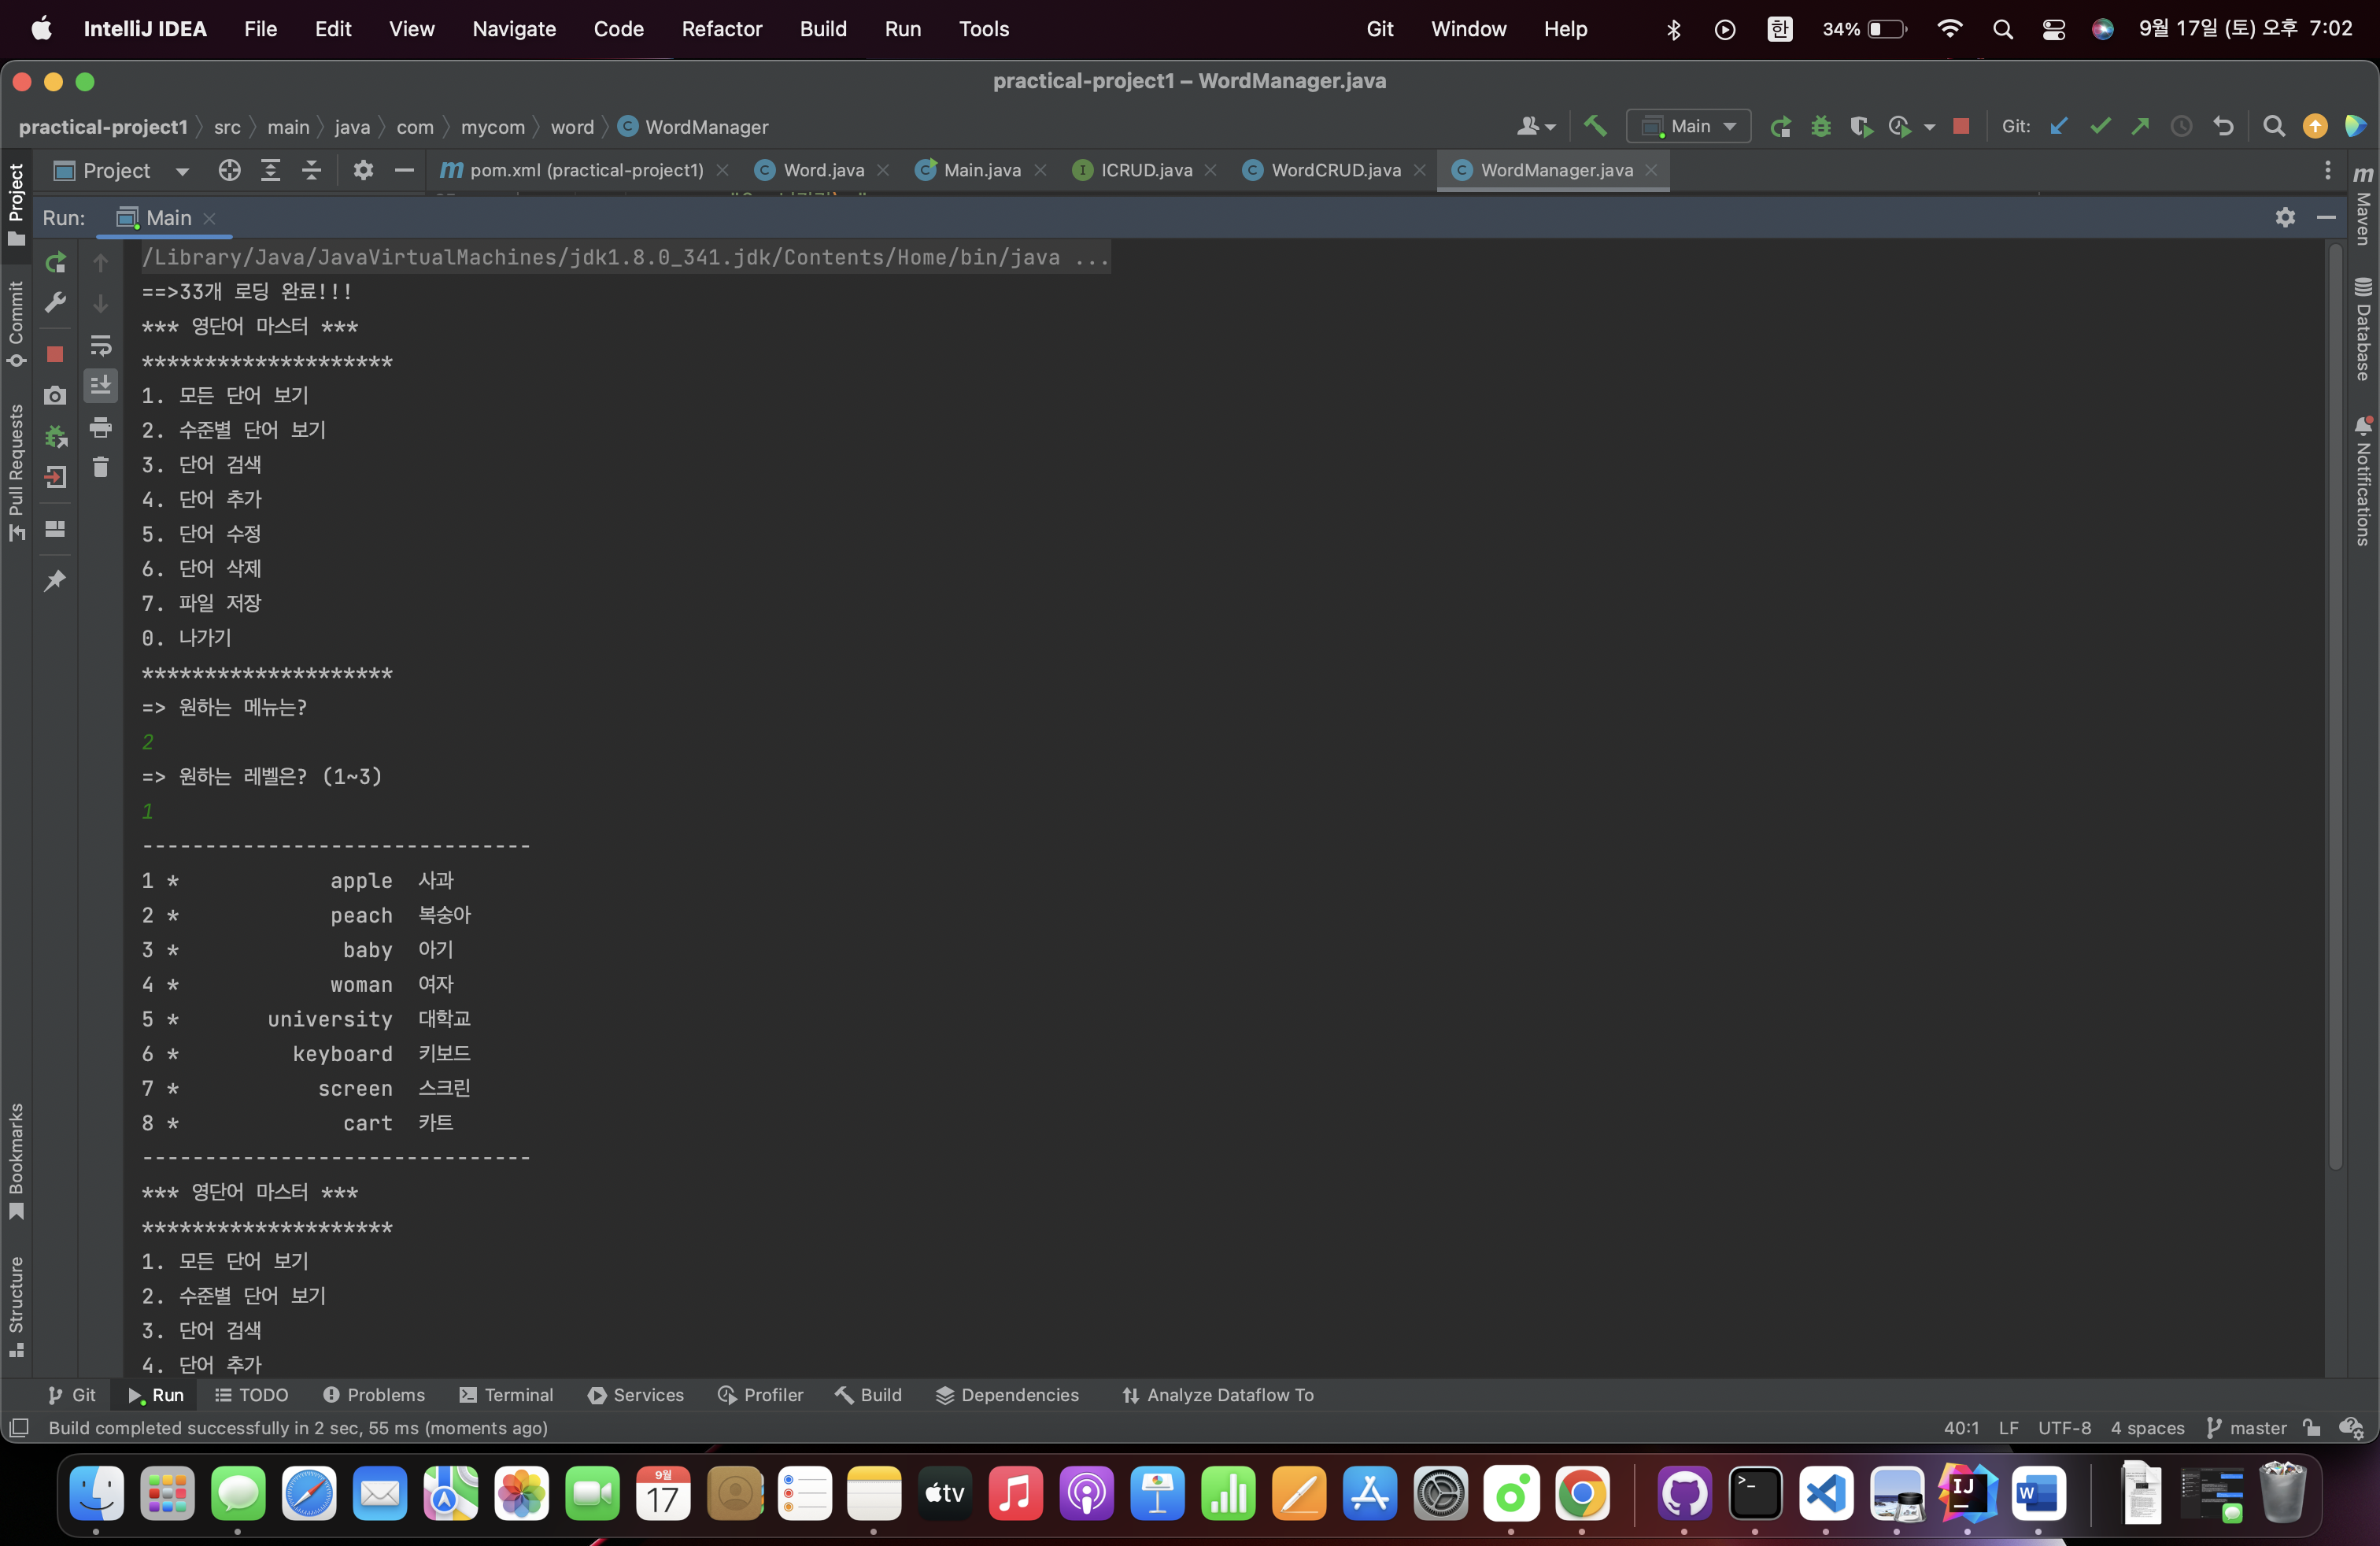 IntelliJ IDEA File Edit View Navigate Code Refactor Build Run Tools Git Window Help 한 34% 9월 17일 (토) 오후 7:02
practical-project1 – WordManager.java
practical-project1 src main java com mycom word C WordManager Main Git:
Project m pom.xml (practical-project1) C Word.java C Main.java I ICRUD.java C WordCRUD.java C WordManager.java
Run: Main
/Library/Java/JavaVirtualMachines/jdk1.8.0_341.jdk/Contents/Home/bin/java ...
==>33개 로딩 완료!!!
*** 영단어 마스터 ***
********************
1. 모든 단어 보기
2. 수준별 단어 보기
3. 단어 검색
4. 단어 추가
5. 단어 수정
6. 단어 삭제
7. 파일 저장
0. 나가기
********************
=> 원하는 메뉴는?
2
=> 원하는 레벨은? (1~3)
1
-------------------------------
1 * apple 사과
2 * peach 복숭아
3 * baby 아기
4 * woman 여자
5 * university 대학교
6 * keyboard 키보드
7 * screen 스크린
8 * cart 카트
-------------------------------
*** 영단어 마스터 ***
********************
1. 모든 단어 보기
2. 수준별 단어 보기
3. 단어 검색
4. 단어 추가
Project
Commit
Pull Requests
Bookmarks
Structure
m Maven
Database
Notifications
Git Run TODO Problems Terminal Services Profiler Build Dependencies Analyze Dataflow To
Build completed successfully in 2 sec, 55 ms (moments ago) 40:1 LF UTF-8 4 spaces master
9월
17
tv
IJ
W